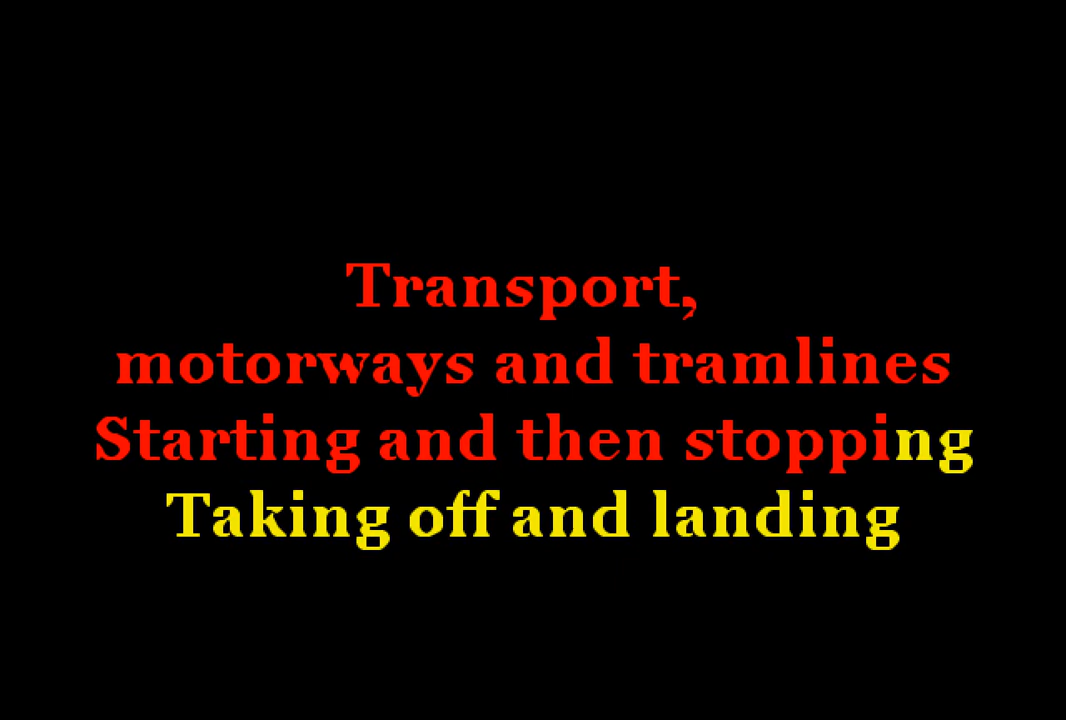 Transport,
motorways and tramlines
Starting and then stopping
Taking off and landing